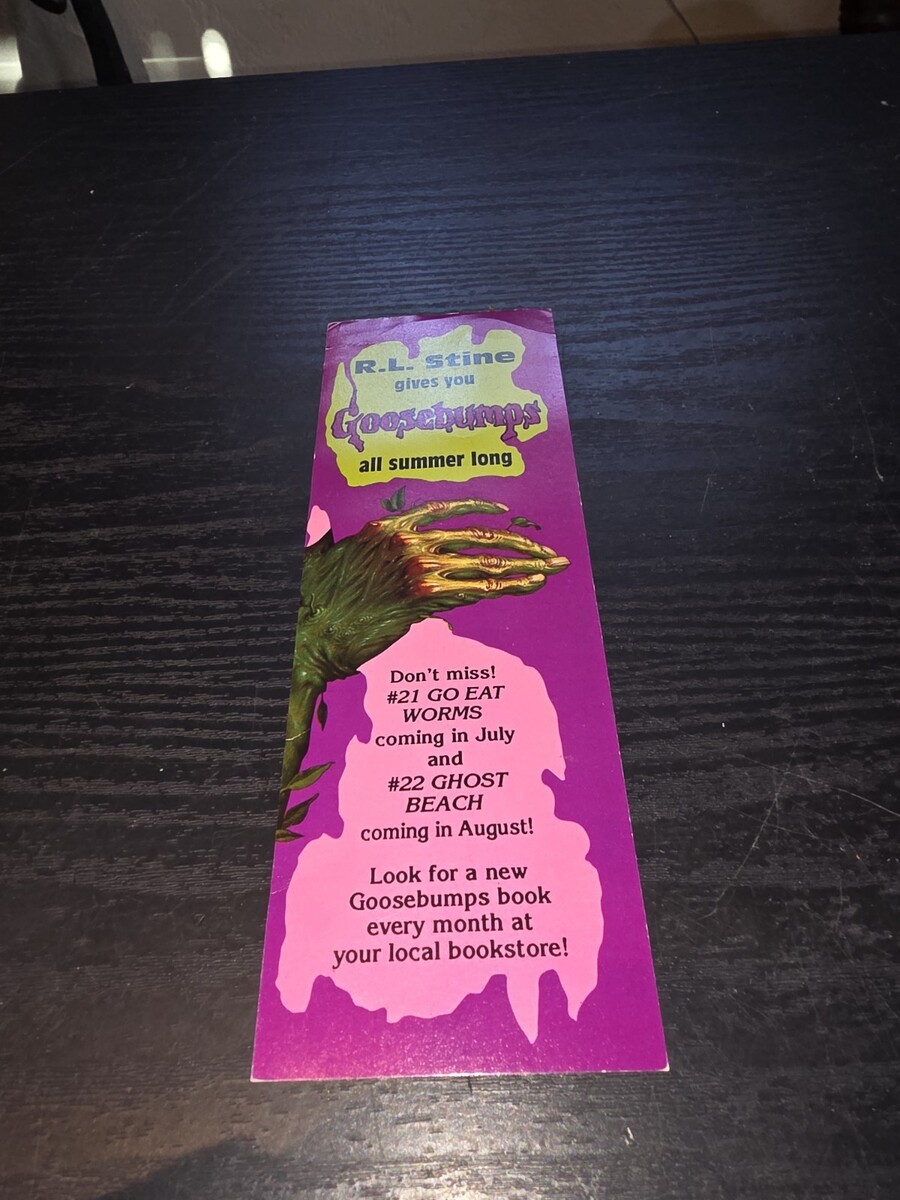 R.L. Stine
gives you
Goosebumps
all summer long
Don't miss!
#21 GO EAT
WORMS
coming in July
and
#22 GHOST
BEACH
coming in August!
Look for a new
Goosebumps book
every month at
your local bookstore!